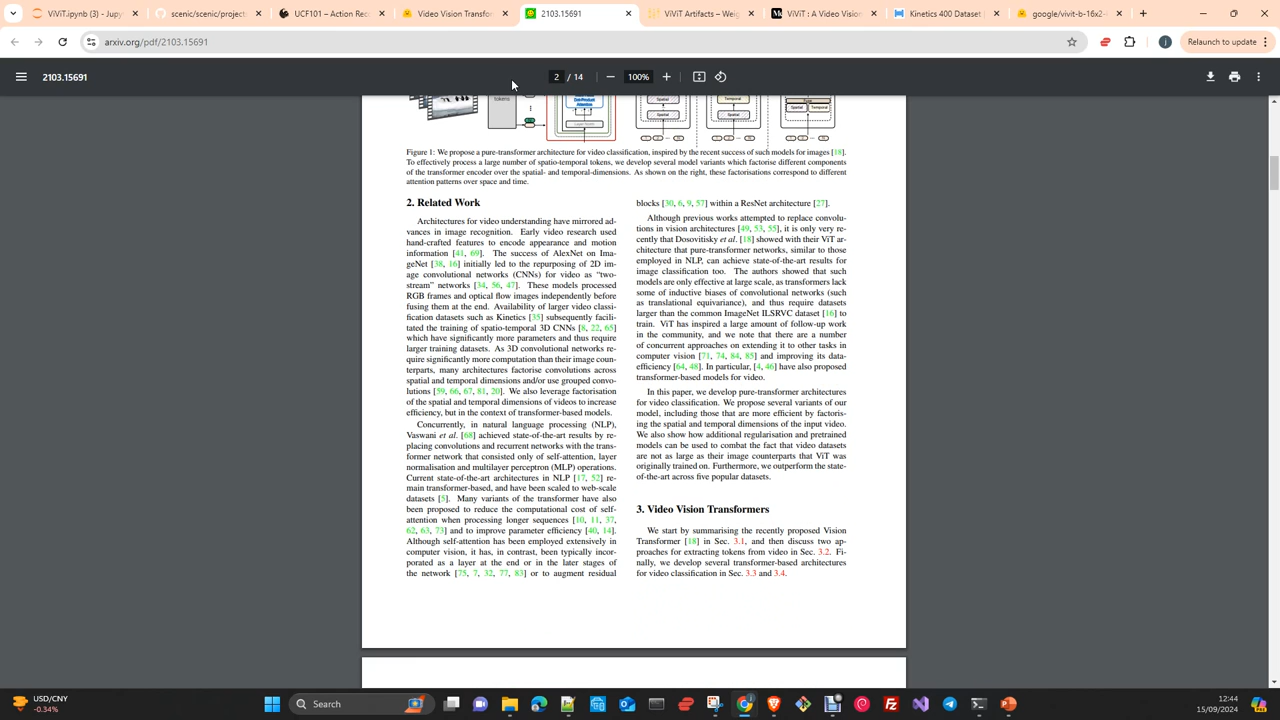 ViViT.ipynb (5) - Jupy
scenic/scenic/project
UCF101 – Action Rec
Video Vision Transfor
2103.15691
ViViT Artifacts – Weig
ViViT : A Video Vision
Kinetics 400 Dataset
google/vivit-b-16x2-
arxiv.org/pdf/2103.15691
Relaunch to update
2103.15691
2 / 14
100%
tokens
Dot-Product
Attention
Layer Norm
Spatial
Spatial
Temporal
Spatial
Spatial
Temporal
Figure 1: We propose a pure-transformer architecture for video classification, inspired by the recent success of such models for images [18].
To effectively process a large number of spatio-temporal tokens, we develop several model variants which factorise different components
of the transformer encoder over the spatial- and temporal-dimensions. As shown on the right, these factorisations correspond to different
attention patterns over space and time.
2. Related Work
Architectures for video understanding have mirrored ad-
vances in image recognition. Early video research used
hand-crafted features to encode appearance and motion
information [41, 69]. The success of AlexNet on Ima-
geNet [38, 16] initially led to the repurposing of 2D im-
age convolutional networks (CNNs) for video as “two-
stream” networks [34, 56, 47]. These models processed
RGB frames and optical flow images independently before
fusing them at the end. Availability of larger video classi-
fication datasets such as Kinetics [35] subsequently facili-
tated the training of spatio-temporal 3D CNNs [8, 22, 65]
which have significantly more parameters and thus require
larger training datasets. As 3D convolutional networks re-
quire significantly more computation than their image coun-
terparts, many architectures factorise convolutions across
spatial and temporal dimensions and/or use grouped convo-
lutions [59, 66, 67, 81, 20]. We also leverage factorisation
of the spatial and temporal dimensions of videos to increase
efficiency, but in the context of transformer-based models.
Concurrently, in natural language processing (NLP),
Vaswani et al. [68] achieved state-of-the-art results by re-
placing convolutions and recurrent networks with the trans-
former network that consisted only of self-attention, layer
normalisation and multilayer perceptron (MLP) operations.
Current state-of-the-art architectures in NLP [17, 52] re-
main transformer-based, and have been scaled to web-scale
datasets [5]. Many variants of the transformer have also
been proposed to reduce the computational cost of self-
attention when processing longer sequences [10, 11, 37,
62, 63, 73] and to improve parameter efficiency [40, 14].
Although self-attention has been employed extensively in
computer vision, it has, in contrast, been typically incor-
porated as a layer at the end or in the later stages of
the network [75, 7, 32, 77, 83] or to augment residual
blocks [30, 6, 9, 57] within a ResNet architecture [27].
Although previous works attempted to replace convolu-
tions in vision architectures [49, 53, 55], it is only very re-
cently that Dosovitisky et al. [18] showed with their ViT ar-
chitecture that pure-transformer networks, similar to those
employed in NLP, can achieve state-of-the-art results for
image classification too. The authors showed that such
models are only effective at large scale, as transformers lack
some of inductive biases of convolutional networks (such
as translational equivariance), and thus require datasets
larger than the common ImageNet ILSRVC dataset [16] to
train. ViT has inspired a large amount of follow-up work
in the community, and we note that there are a number
of concurrent approaches on extending it to other tasks in
computer vision [71, 74, 84, 85] and improving its data-
efficiency [64, 48]. In particular, [4, 46] have also proposed
transformer-based models for video.
In this paper, we develop pure-transformer architectures
for video classification. We propose several variants of our
model, including those that are more efficient by factoris-
ing the spatial and temporal dimensions of the input video.
We also show how additional regularisation and pretrained
models can be used to combat the fact that video datasets
are not as large as their image counterparts that ViT was
originally trained on. Furthermore, we outperform the state-
of-the-art across five popular datasets.
3. Video Vision Transformers
We start by summarising the recently proposed Vision
Transformer [18] in Sec. 3.1, and then discuss two ap-
proaches for extracting tokens from video in Sec. 3.2. Fi-
nally, we develop several transformer-based architectures
for video classification in Sec. 3.3 and 3.4.
USD/CNY
-0.34%
Search
12:44
15/09/2024